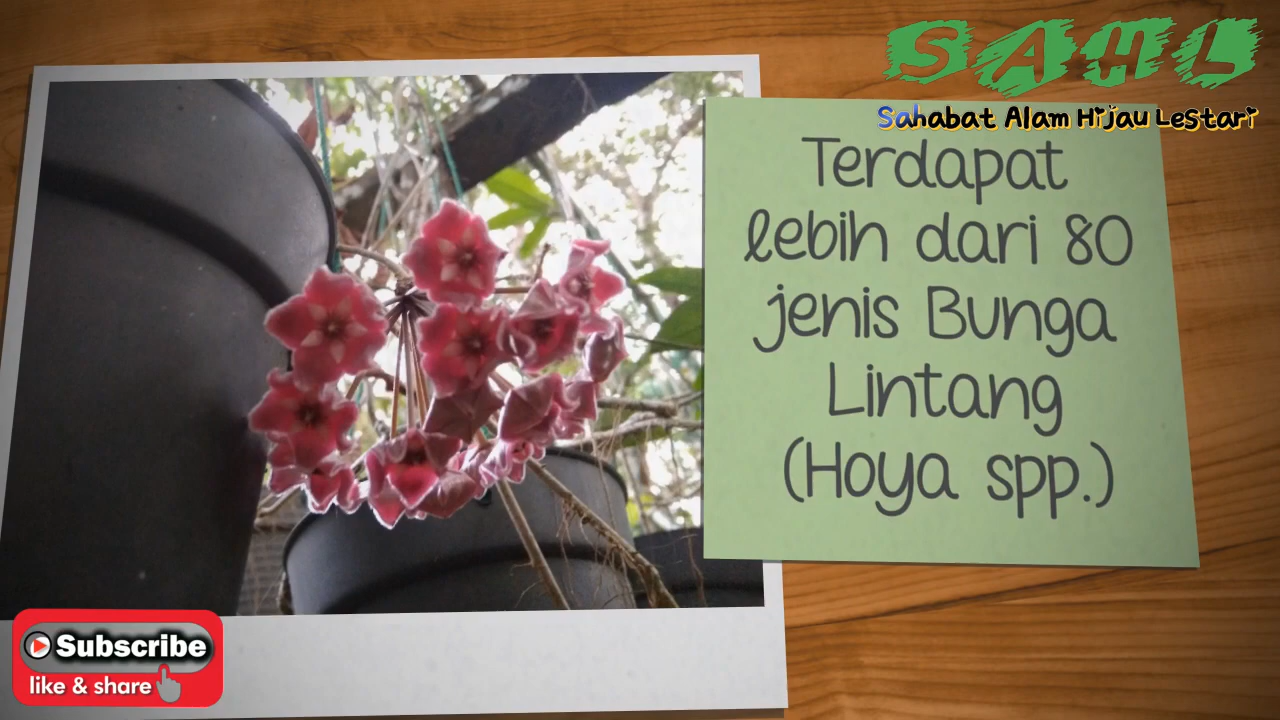 SAHL
Sahabat Alam Hijau Lestari
Terdapat
lebih dari 80
jenis Bunga
Lintang
(Hoya spp.)
Subscribe
like & share